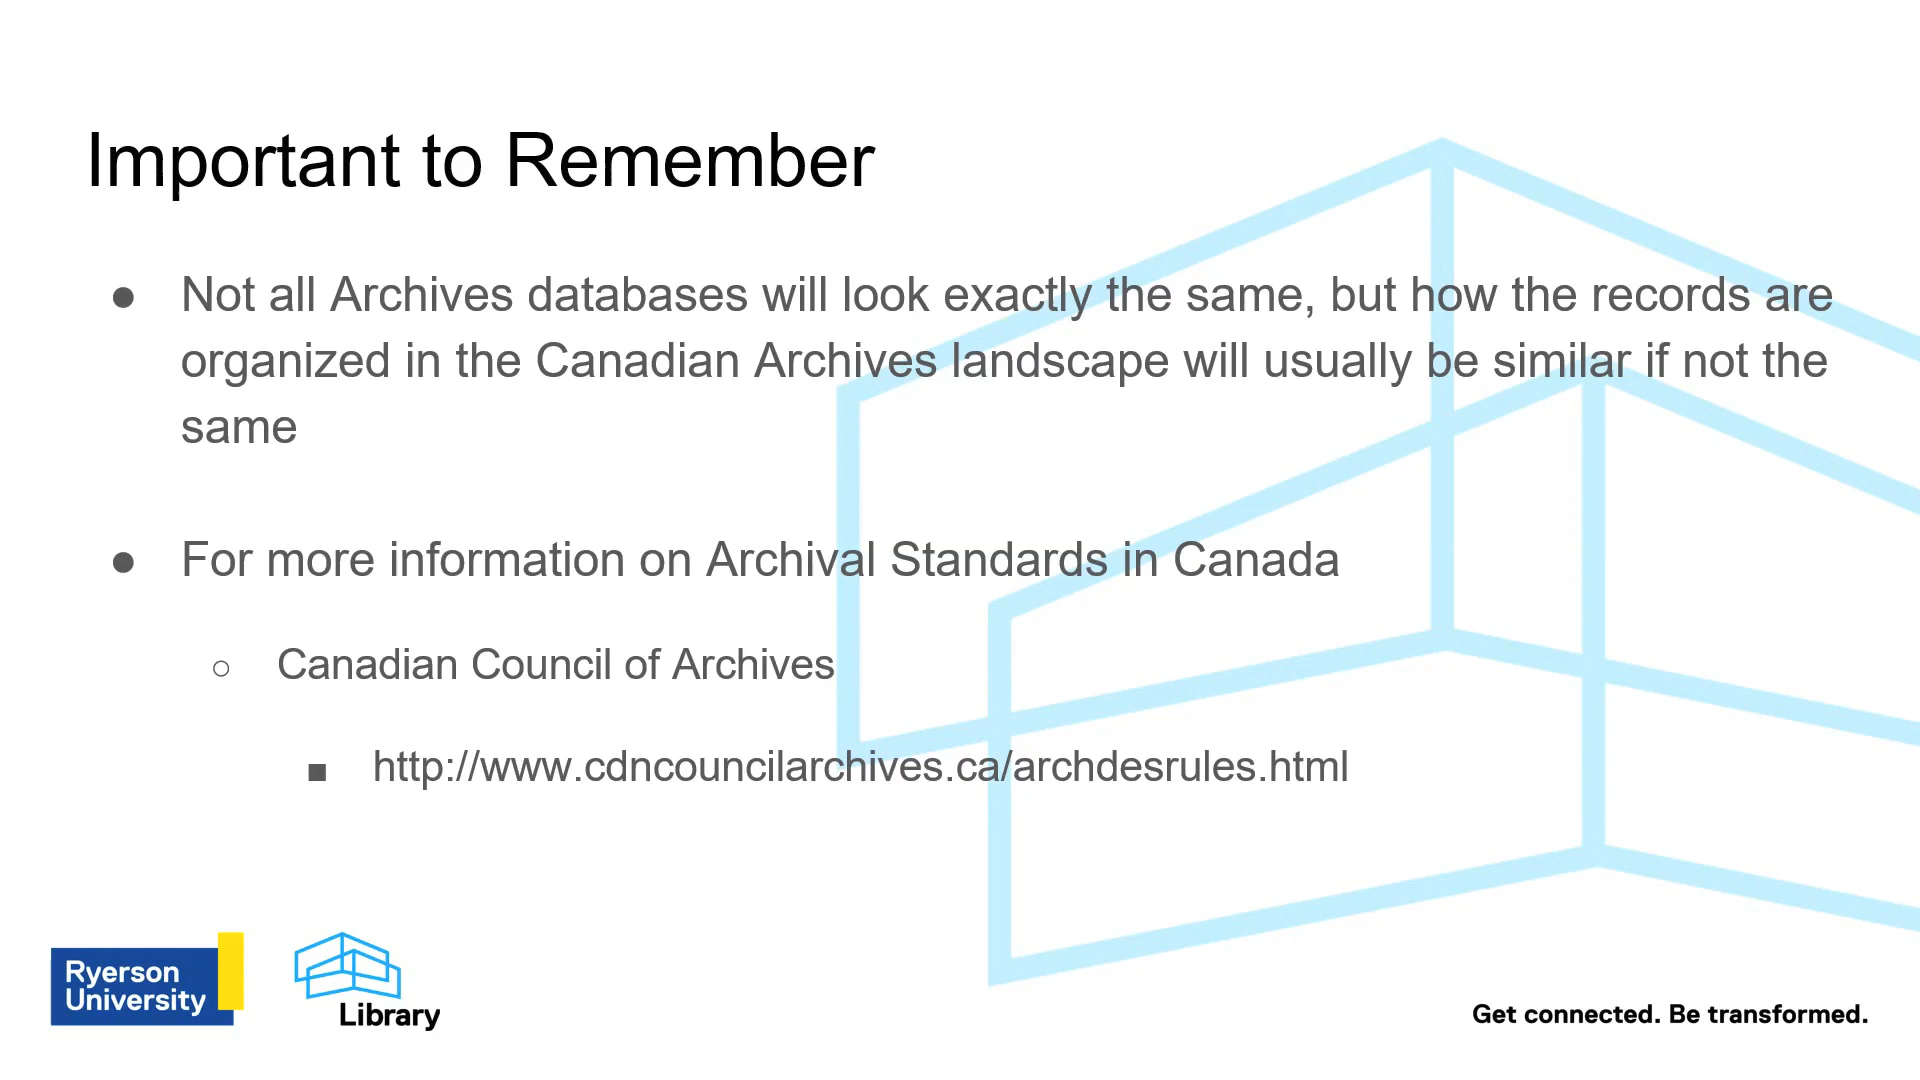 Important to Remember
● Not all Archives databases will look exactly the same, but how the records are
organized in the Canadian Archives landscape will usually be similar if not the
same
● For more information on Archival Standards in Canada
○ Canadian Council of Archives
■ http://www.cdncouncilarchives.ca/archdesrules.html
Ryerson
University
Library
Get connected. Be transformed.